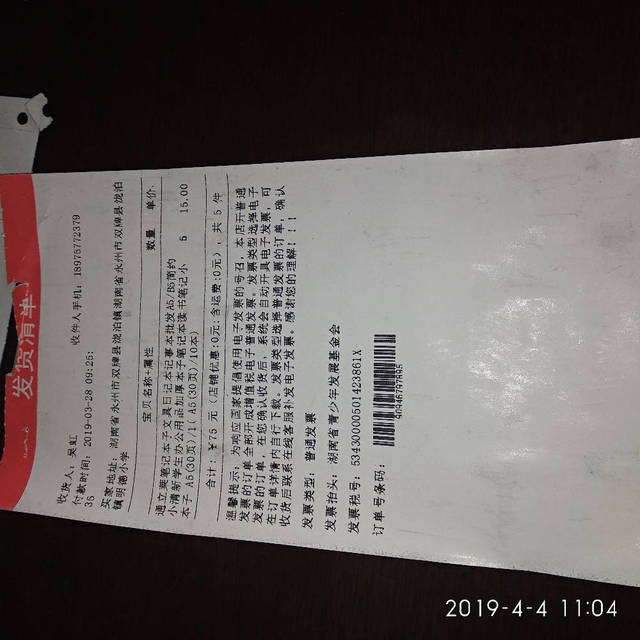 发货清单
收货人：吴虹 收件人手机：18975772379
付款时间：2019-03-28 09:25:
35
买家地址：湖南省永州市双牌县泷泊镇湖南省永州市双牌县泷泊
镇明德小学
宝贝名称+属性 数量 单价
通立莱笔记本子文具日记本记事本批发A5/B5简约
小清新学生办公用品加厚本子笔记本读书笔记小 5 15.00
本子 A5(30页)/1(A5(30页)/10本)
合计：￥75 元（店铺优惠:0元;含运费:0元），共 5 件
温馨提示：为响应国家提倡使用电子发票的号召，本店开普通
发票的订单全部开成增值税电子普通发票。发票类型选择电子
发票的订单，在您确认收货后，系统会自动开具电子发票，可
在订单详情内自行下载。发票类型选择普通发票的订单，确认
收货后联系在线客服补发电子发票。感谢您的理解！！！
发票类型：普通发票
发票抬头：湖南省青少年发展基金会
发票税号：53430000501423861X
订单号条码：
90946797695
2019-4-4 11:04